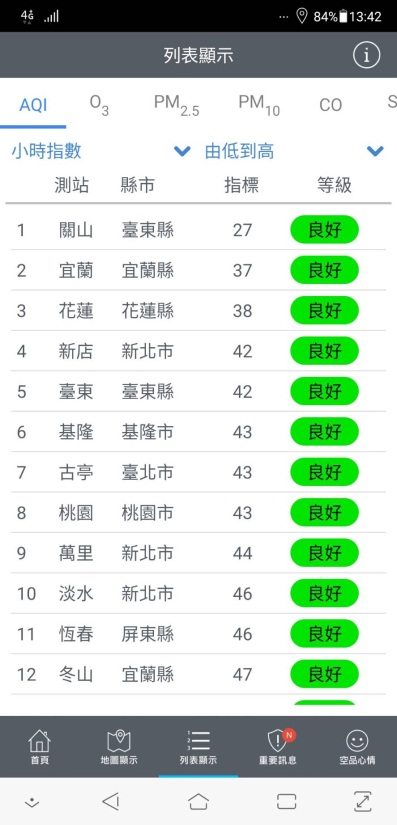 4G 84% 13:42
列表顯示
AQI O3 PM2.5 PM10 CO S
小時指數 由低到高
測站 縣市 指標 等級
1 關山 臺東縣 27 良好
2 宜蘭 宜蘭縣 37 良好
3 花蓮 花蓮縣 38 良好
4 新店 新北市 42 良好
5 臺東 臺東縣 42 良好
6 基隆 基隆市 43 良好
7 古亭 臺北市 43 良好
8 桃園 桃園市 43 良好
9 萬里 新北市 44 良好
10 淡水 新北市 46 良好
11 恆春 屏東縣 46 良好
12 冬山 宜蘭縣 47 良好
首頁 地圖顯示 列表顯示 重要訊息 N 空品心情